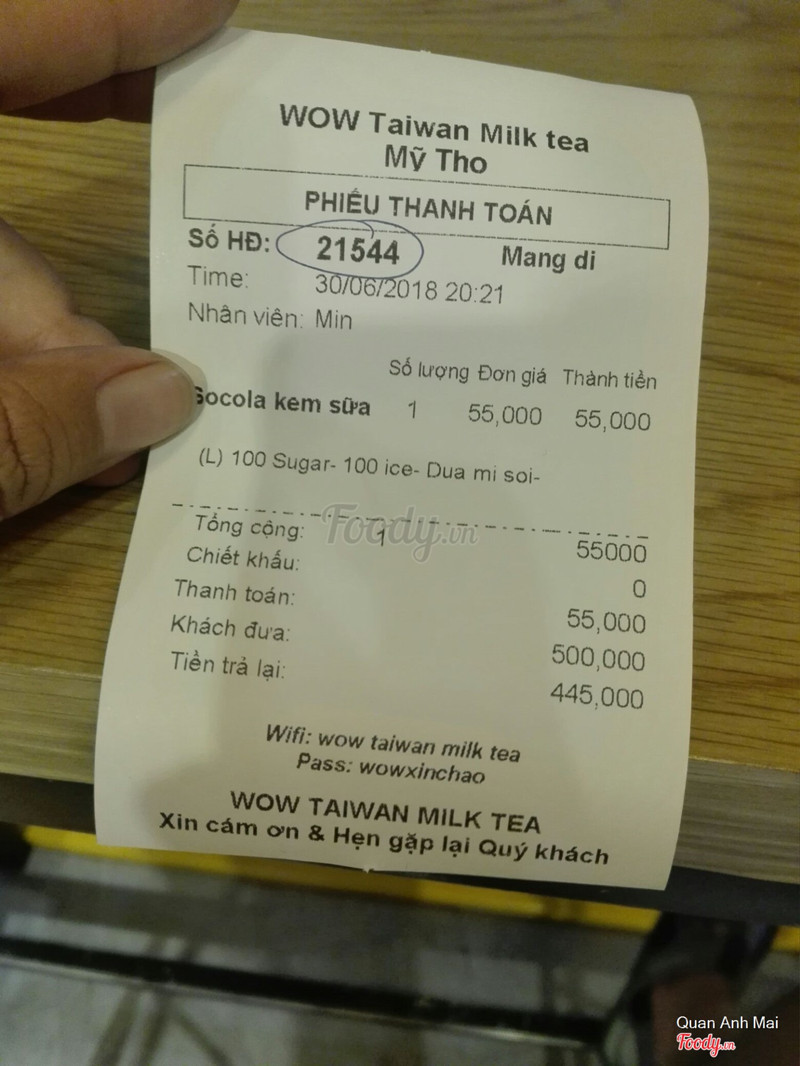 WOW Taiwan Milk tea
Mỹ Tho
PHIẾU THANH TOÁN
Số HĐ: 21544 Mang di
Time: 30/06/2018 20:21
Nhân viên: Min
Số lượng Đơn giá Thành tiền
Socola kem sữa 1 55,000 55,000
(L) 100 Sugar- 100 ice- Dua mi soi-
Tổng cộng: 1 55000
Chiết khấu: 0
Thanh toán: 55,000
Khách đưa: 500,000
Tiền trả lại: 445,000
Wifi: wow taiwan milk tea
Pass: wowxinchao
WOW TAIWAN MILK TEA
Xin cám ơn & Hẹn gặp lại Quý khách
Foody.vn
Quan Anh Mai
Foody.vn